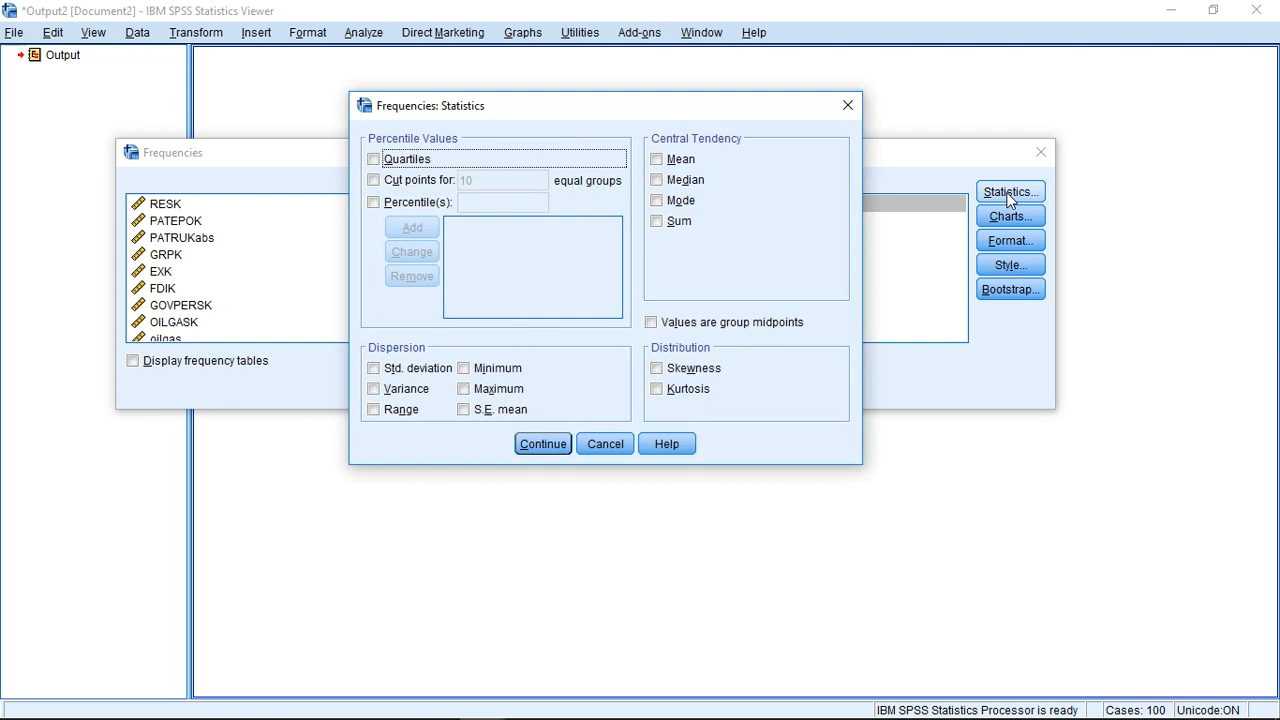 *Output2 [Document2] - IBM SPSS Statistics Viewer
File Edit View Data Transform Insert Format Analyze Direct Marketing Graphs Utilities Add-ons Window Help
Output
Frequencies
RESK
PATEPOK
PATRUKabs
GRPK
EXK
FDIK
GOVPERSK
OILGASK
oilgas
Display frequency tables
Statistics...
Charts...
Format...
Style...
Bootstrap...
Frequencies: Statistics
Percentile Values
Quartiles
Cut points for: 10 equal groups
Percentile(s):
Add
Change
Remove
Central Tendency
Mean
Median
Mode
Sum
Values are group midpoints
Dispersion
Std. deviation Minimum
Variance Maximum
Range S.E. mean
Distribution
Skewness
Kurtosis
Continue Cancel Help
IBM SPSS Statistics Processor is ready Cases: 100 Unicode:ON